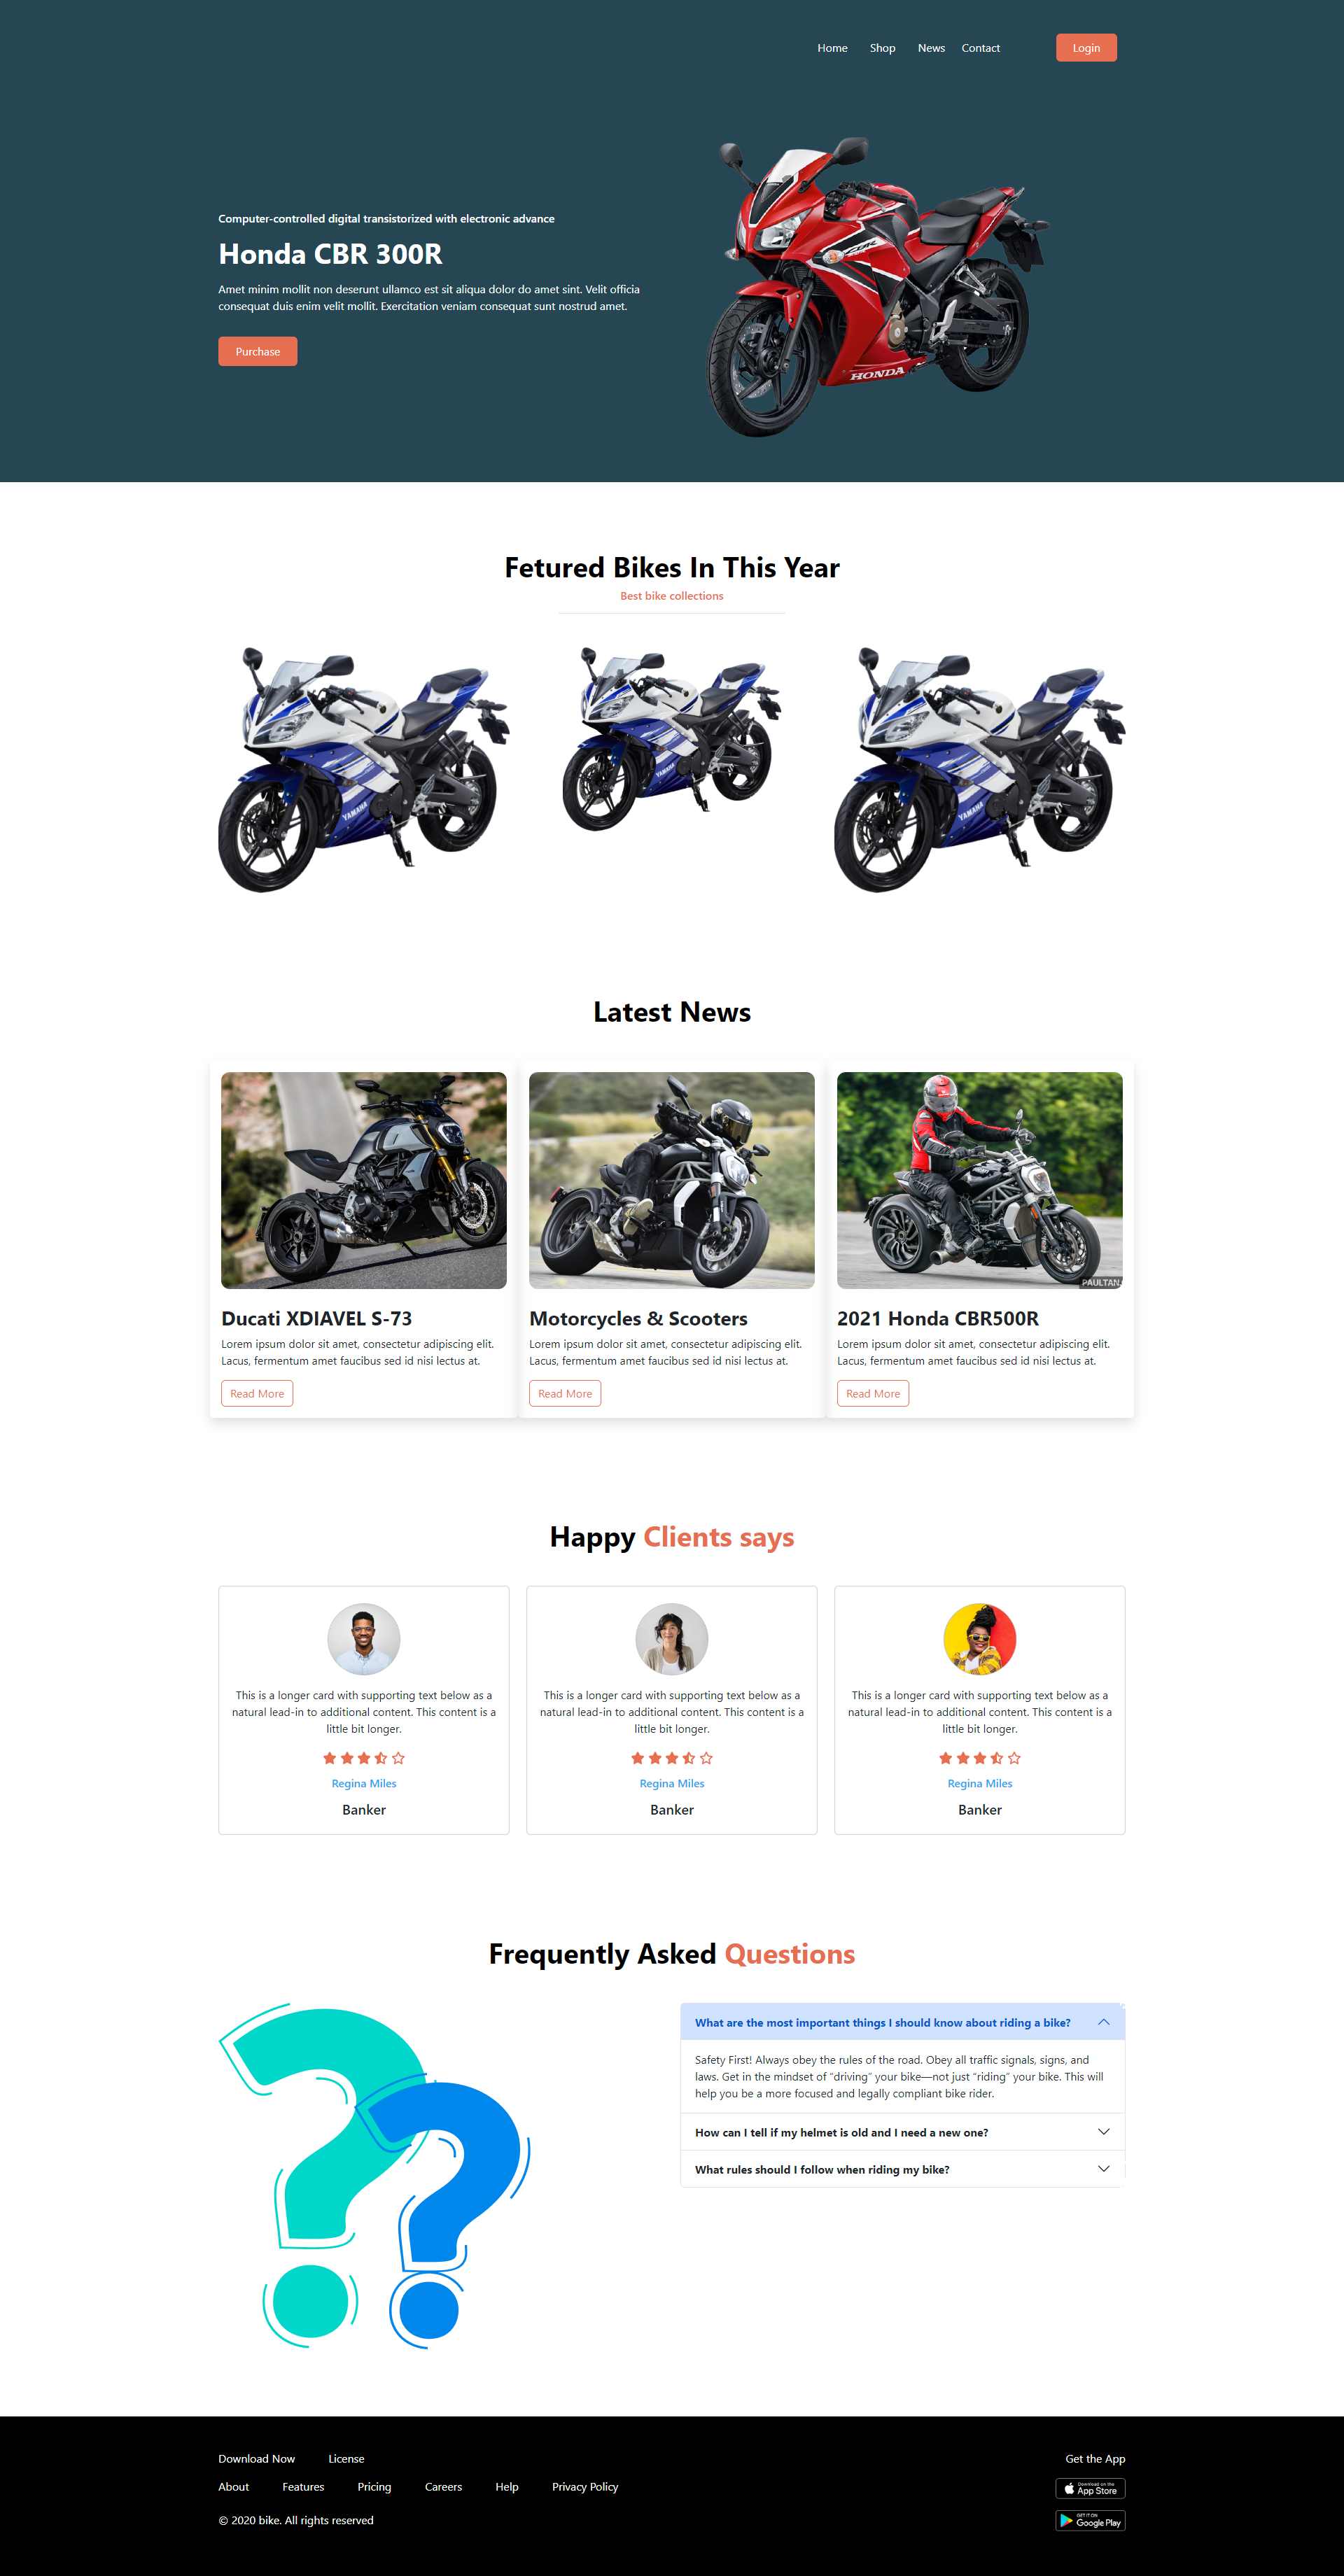 Home Shop News Contact Login
Computer-controlled digital transistorized with electronic advance
Honda CBR 300R
Amet minim mollit non deserunt ullamco est sit aliqua dolor do amet sint. Velit officia
consequat duis enim velit mollit. Exercitation veniam consequat sunt nostrud amet.
Purchase
CBR
HONDA
Fetured Bikes In This Year
Best bike collections
YAMAHA
YAMAHA
YAMAHA
Latest News
PAULTAN
Ducati XDIAVEL S-73
Lorem ipsum dolor sit amet, consectetur adipiscing elit.
Lacus, fermentum amet faucibus sed id nisi lectus at.
Read More
Motorcycles & Scooters
Lorem ipsum dolor sit amet, consectetur adipiscing elit.
Lacus, fermentum amet faucibus sed id nisi lectus at.
Read More
2021 Honda CBR500R
Lorem ipsum dolor sit amet, consectetur adipiscing elit.
Lacus, fermentum amet faucibus sed id nisi lectus at.
Read More
Happy Clients says
This is a longer card with supporting text below as a
natural lead-in to additional content. This content is a
little bit longer.
Regina Miles
Banker
This is a longer card with supporting text below as a
natural lead-in to additional content. This content is a
little bit longer.
Regina Miles
Banker
This is a longer card with supporting text below as a
natural lead-in to additional content. This content is a
little bit longer.
Regina Miles
Banker
Frequently Asked Questions
What are the most important things I should know about riding a bike?
Safety First! Always obey the rules of the road. Obey all traffic signals, signs, and
laws. Get in the mindset of “driving” your bike—not just “riding” your bike. This will
help you be a more focused and legally compliant bike rider.
How can I tell if my helmet is old and I need a new one?
What rules should I follow when riding my bike?
Download Now License
About Features Pricing Careers Help Privacy Policy
© 2020 bike. All rights reserved
Get the App
Download on the
App Store
GET IT ON
Google Play